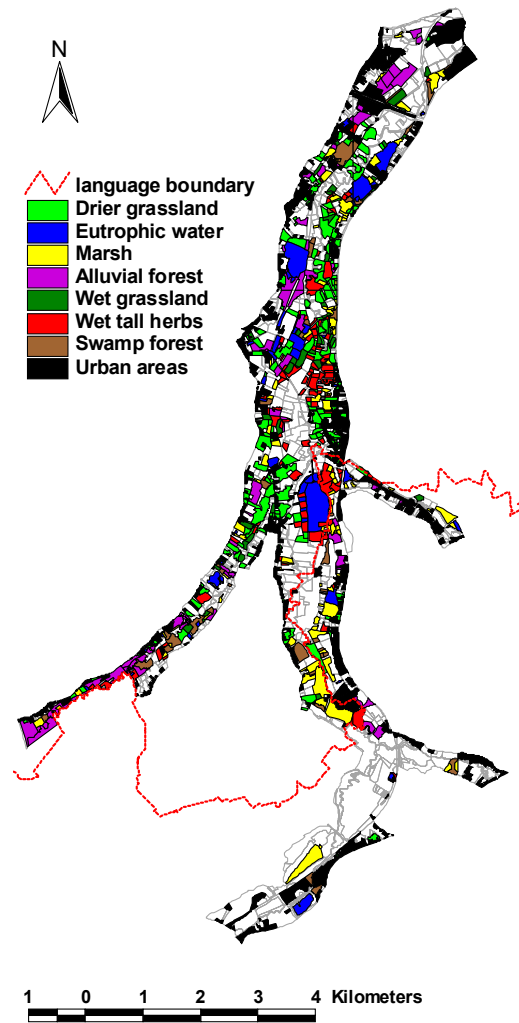 N
language boundary
Drier grassland
Eutrophic water
Marsh
Alluvial forest
Wet grassland
Wet tall herbs
Swamp forest
Urban areas
1 0 1 2 3 4 Kilometers